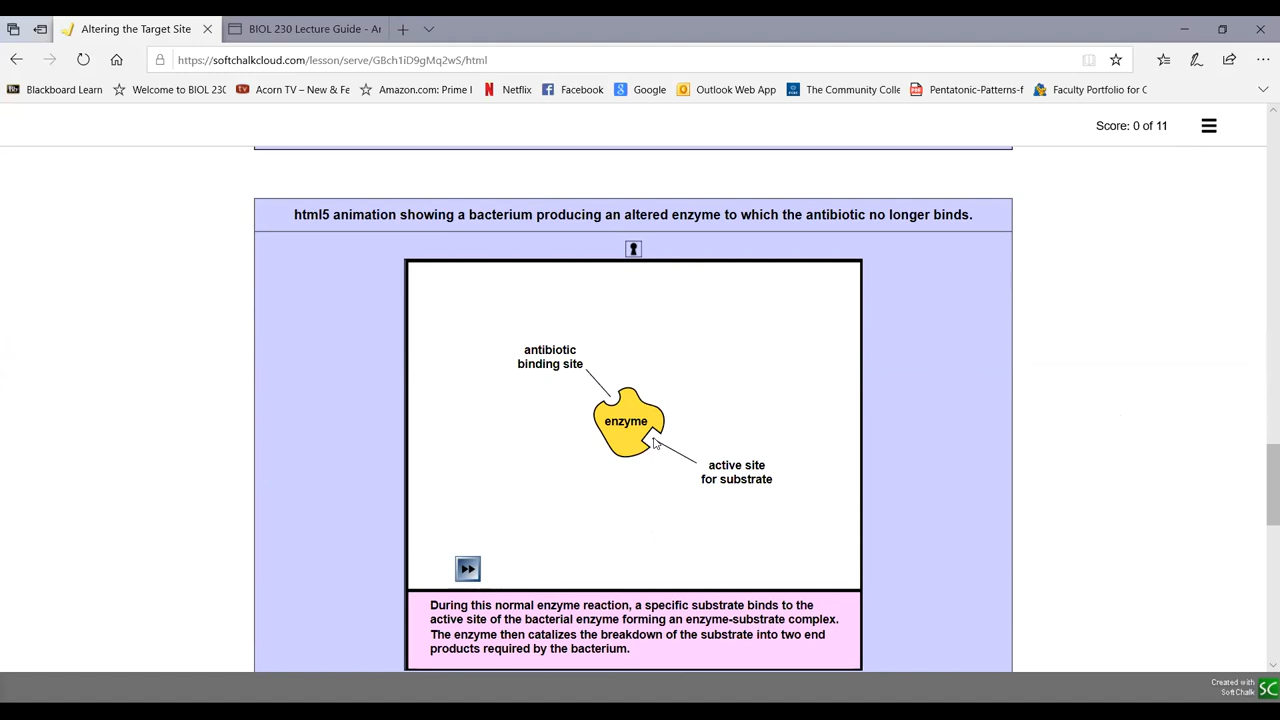 Altering the Target Site
BIOL 230 Lecture Guide - Ar
https://softchalkcloud.com/lesson/serve/GBch1iD9gMq2wS/html
Bb Blackboard Learn
Welcome to BIOL 230
tv Acorn TV – New & Fe
Amazon.com: Prime I
N Netflix
f Facebook
g Google
O Outlook Web App
The Community Colle
PDF Pentatonic-Patterns-f
Faculty Portfolio for C
Score: 0 of 11
html5 animation showing a bacterium producing an altered enzyme to which the antibiotic no longer binds.
antibiotic
binding site
enzyme
active site
for substrate
During this normal enzyme reaction, a specific substrate binds to the
active site of the bacterial enzyme forming an enzyme-substrate complex.
The enzyme then catalizes the breakdown of the substrate into two end
products required by the bacterium.
Created with
SoftChalk
SC